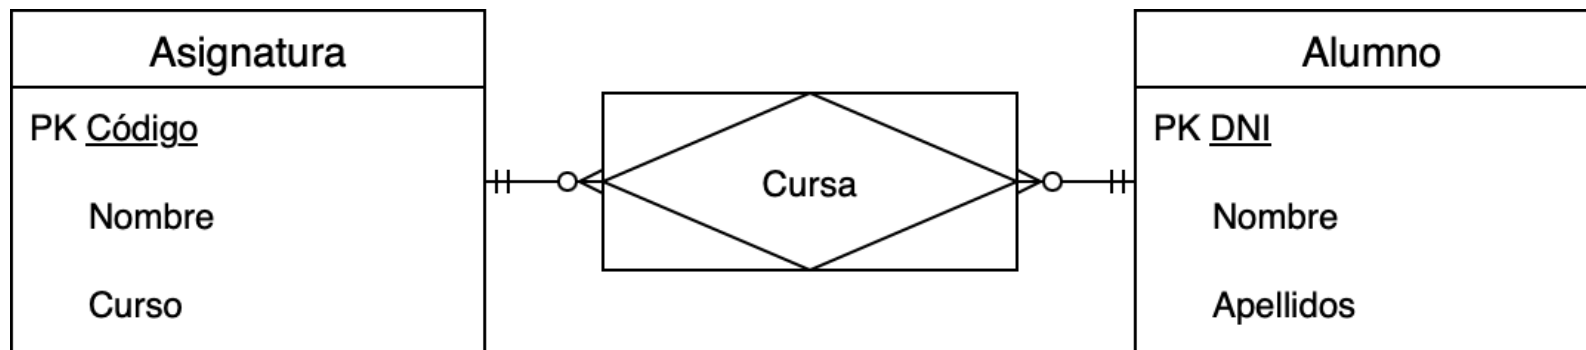 Asignatura
PK Código
Nombre
Curso
Cursa
Alumno
PK DNI
Nombre
Apellidos